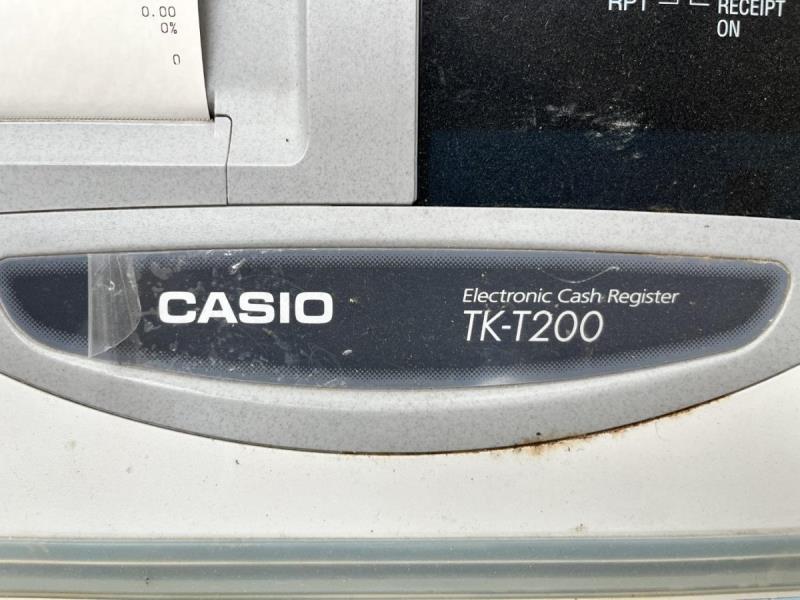 0.00
0%
0
RPT
RECEIPT
ON
CASIO
Electronic Cash Register
TK-T200